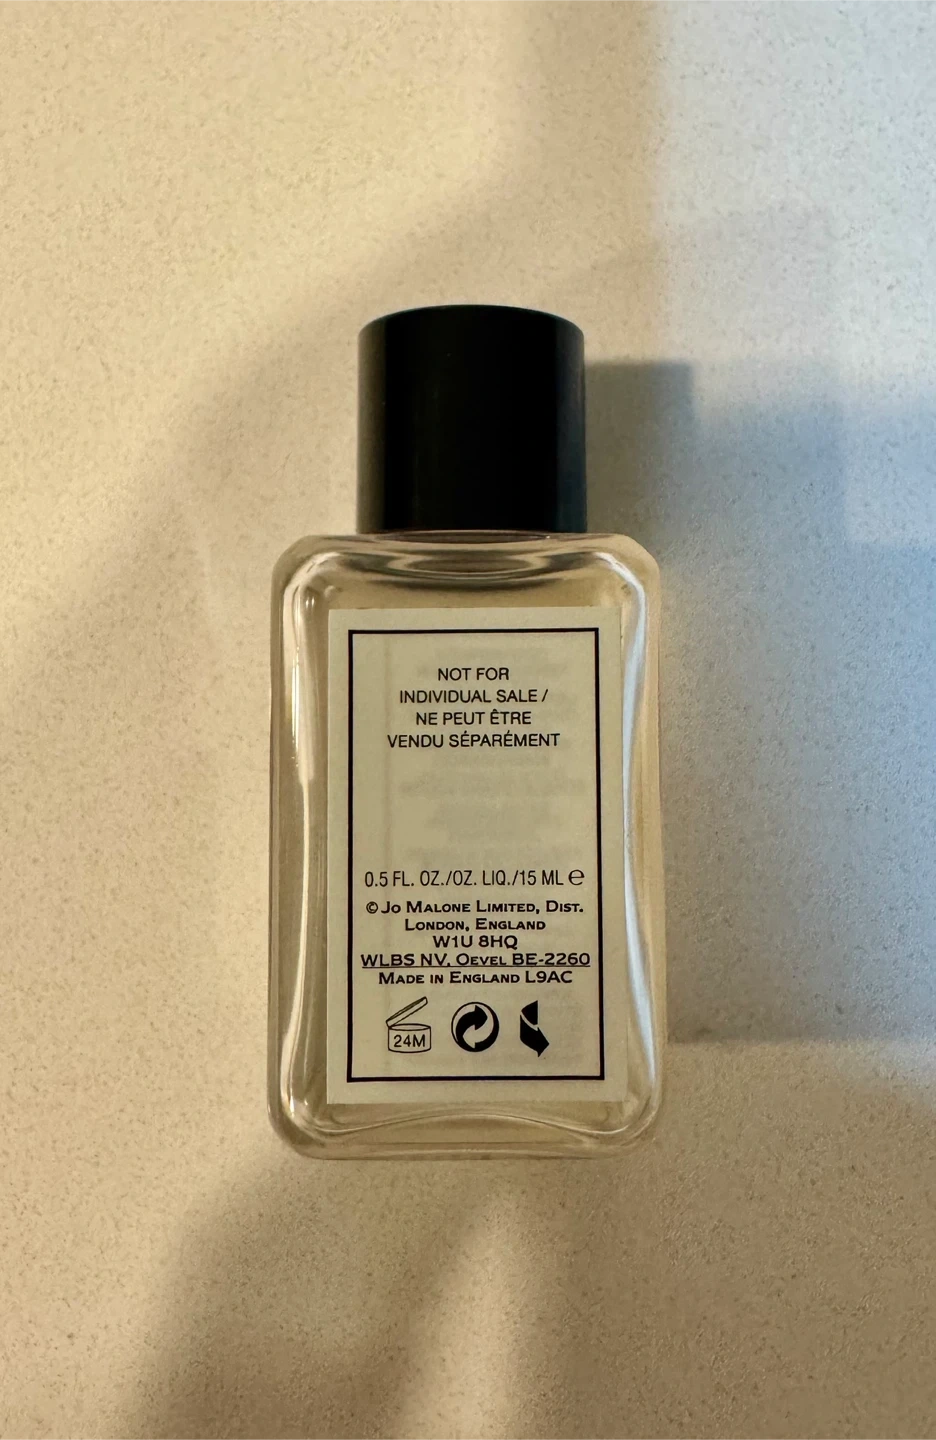 NOT FOR
INDIVIDUAL SALE /
NE PEUT ÊTRE
VENDU SÉPARÉMENT
0.5 FL. OZ./OZ. LIQ./15 ML ℮
© Jo Malone Limited, Dist.
London, England
W1U 8HQ
WLBS NV, Oevel BE-2260
Made in England L9AC
24M